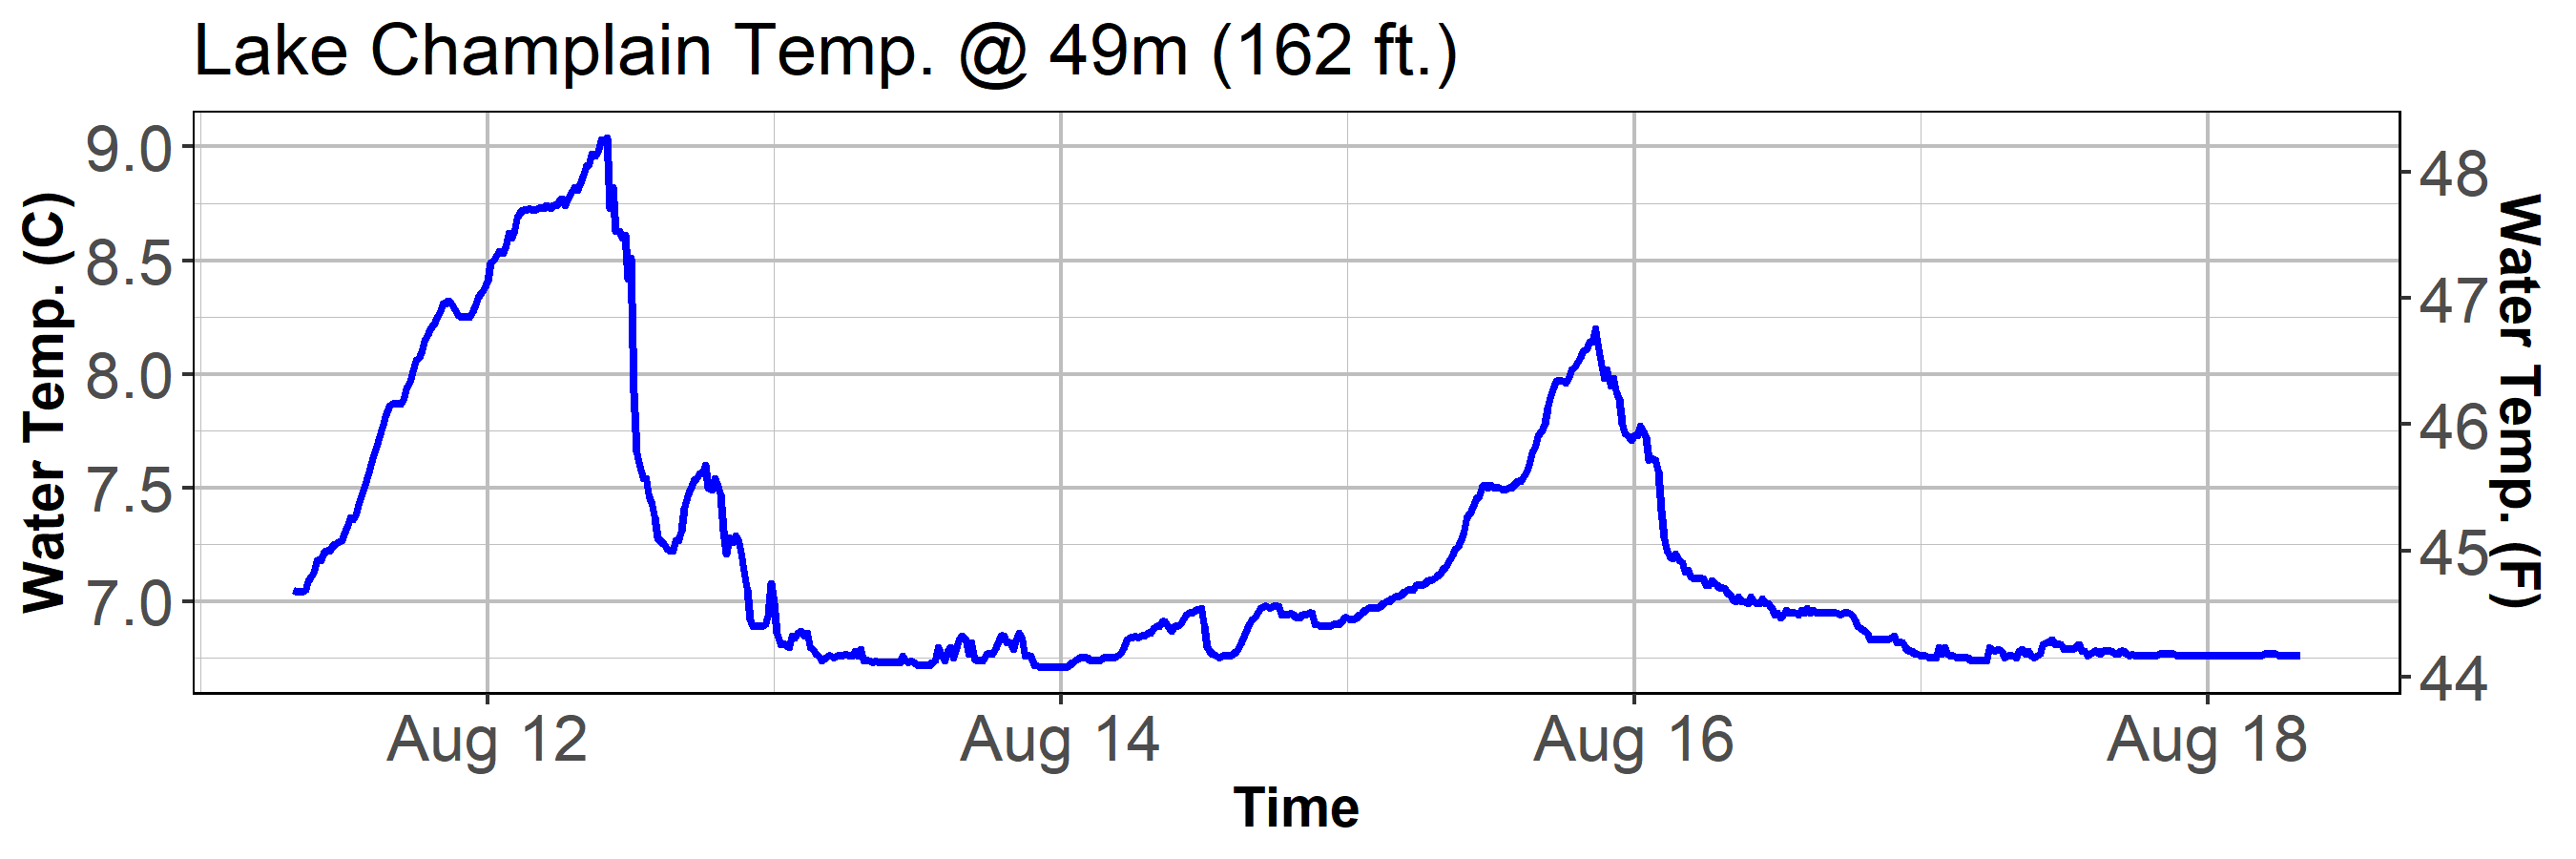 Lake Champlain Temp. @ 49m (162 ft.)
Water Temp. (C)
9.0
8.5
8.0
7.5
7.0
48
47
46
45
44
Water Temp. (F)
Aug 12
Aug 14
Aug 16
Aug 18
Time